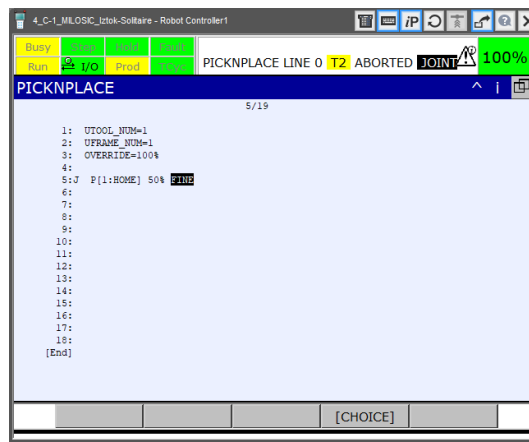 4_C-1_MILOSIC_Iztok-Solitaire - Robot Controller1
iP
Busy Step Hold Fault
Run I/O Prod TCyc
PICKNPLACE LINE 0 T2 ABORTED JOINT 100%
PICKNPLACE
5/19
1: UTOOL_NUM=1
2: UFRAME_NUM=1
3: OVERRIDE=100%
4:
5:J P[1:HOME] 50% FINE
6:
7:
8:
9:
10:
11:
12:
13:
14:
15:
16:
17:
18:
[End]
[CHOICE]